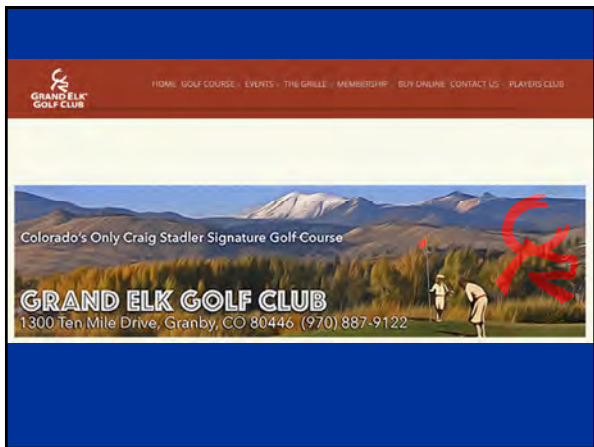 GRAND ELK
GOLF CLUB
HOME GOLF COURSE EVENTS THE GRILLE MEMBERSHIP BUY ONLINE CONTACT US PLAYERS CLUB
Colorado's Only Craig Stadler Signature Golf Course
GRAND ELK GOLF CLUB
1300 Ten Mile Drive, Granby, CO 80446 (970) 887-9122